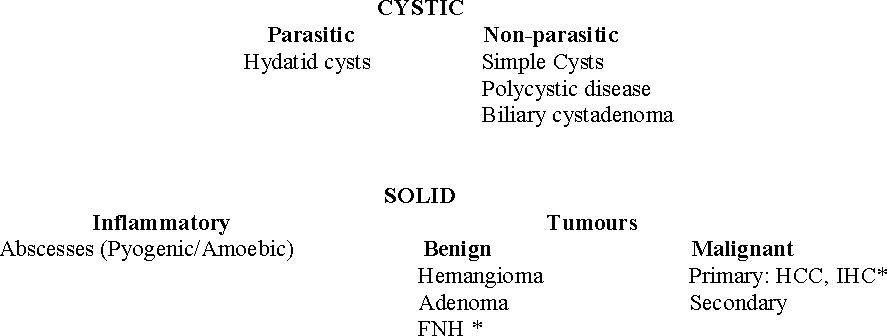 CYSTIC
Parasitic Non-parasitic
Hydatid cysts Simple Cysts
Polycystic disease
Biliary cystadenoma
SOLID
Inflammatory Tumours
Abscesses (Pyogenic/Amoebic) Benign Malignant
Hemangioma Primary: HCC, IHC*
Adenoma Secondary
FNH *